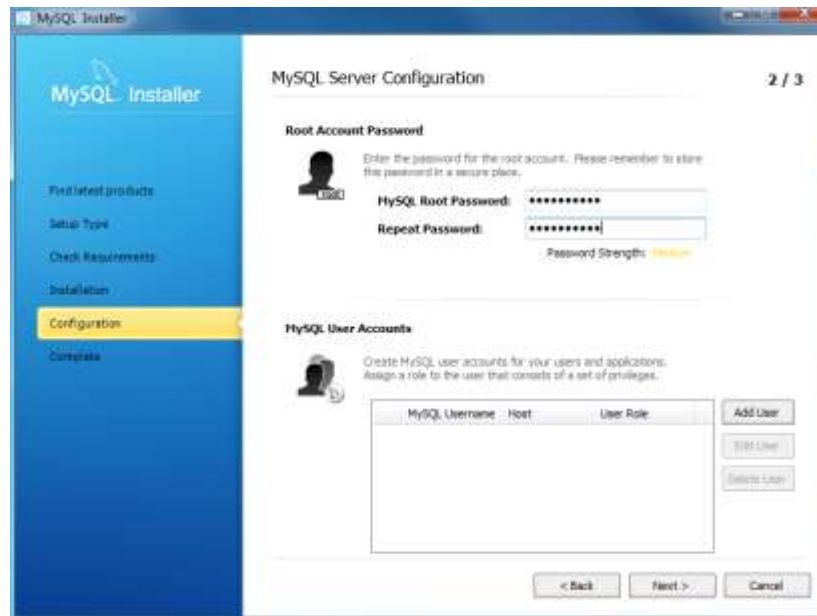 MySQL Installer
MySQL Installer
MySQL Server Configuration
2 / 3
Find latest products
Setup Type
Check Requirements
Installation
Configuration
Complete
Root Account Password
Enter the password for the root account. Please remember to store
this password in a secure place.
root
MySQL Root Password: ••••••••••
Repeat Password: ••••••••••
Password Strength: Medium
MySQL User Accounts
Create MySQL user accounts for your users and applications.
Assign a role to the user that consists of a set of privileges.
MySQL Username Host User Role
Add User
Edit User
Delete User
< Back Next > Cancel